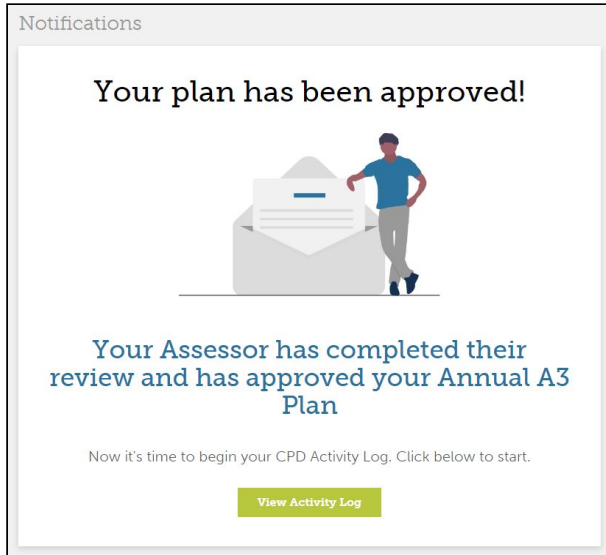 Notifications
Your plan has been approved!
Your Assessor has completed their
review and has approved your Annual A3
Plan
Now it's time to begin your CPD Activity Log. Click below to start.
View Activity Log